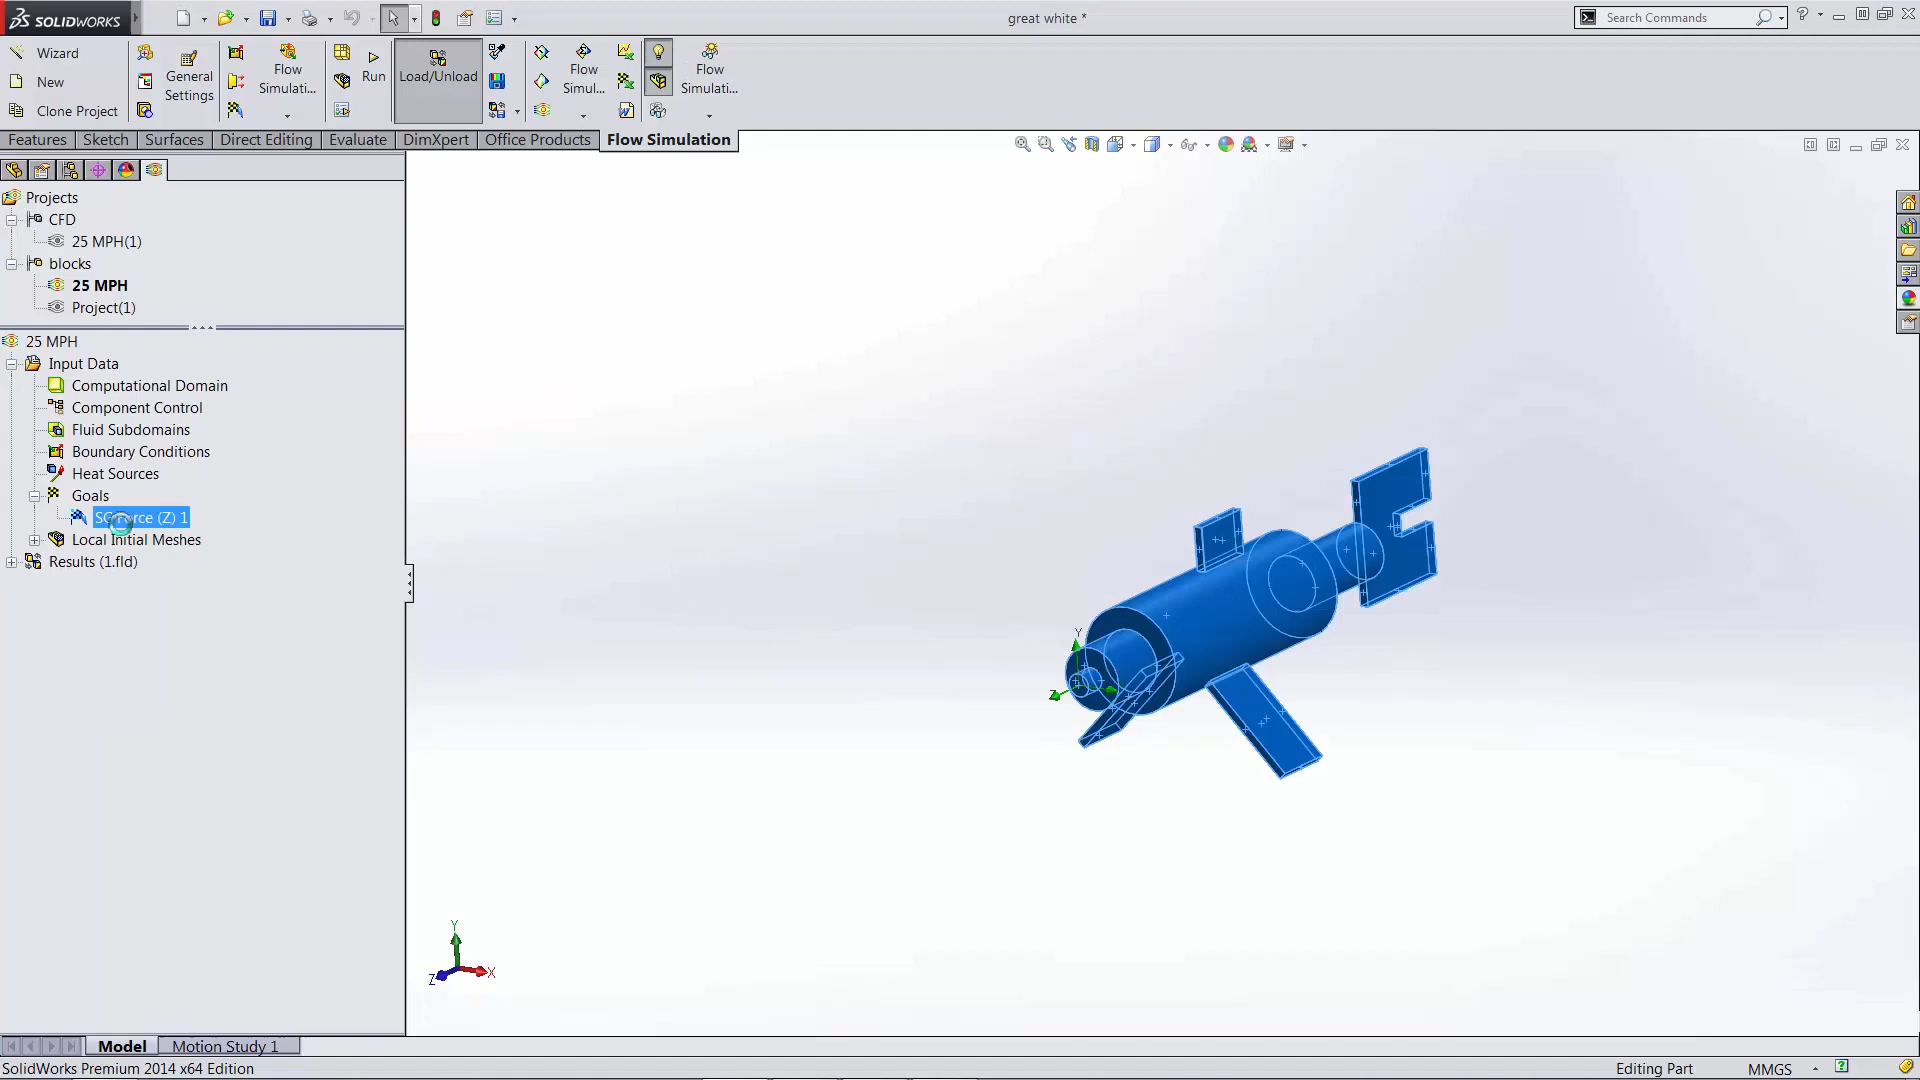 SOLIDWORKS
great white *
Search Commands
Wizard
New
Clone Project
General Settings
Flow Simulati...
Run
Load/Unload
Flow Simul...
Flow Simulati...
Features
Sketch
Surfaces
Direct Editing
Evaluate
DimXpert
Office Products
Flow Simulation
Projects
CFD
25 MPH(1)
blocks
25 MPH
Project(1)
25 MPH
Input Data
Computational Domain
Component Control
Fluid Subdomains
Boundary Conditions
Heat Sources
Goals
SG Force (Z) 1
Local Initial Meshes
Results (1.fld)
Y
Z
Y
Z
X
Model
Motion Study 1
SolidWorks Premium 2014 x64 Edition
Editing Part
MMGS